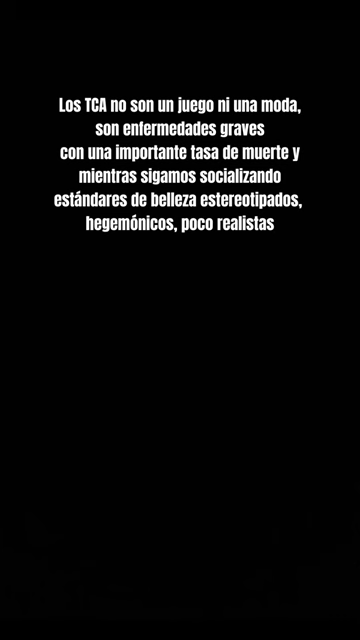 Los TCA no son un juego ni una moda,
son enfermedades graves
con una importante tasa de muerte y
mientras sigamos socializando
estándares de belleza estereotipados,
hegemónicos, poco realistas